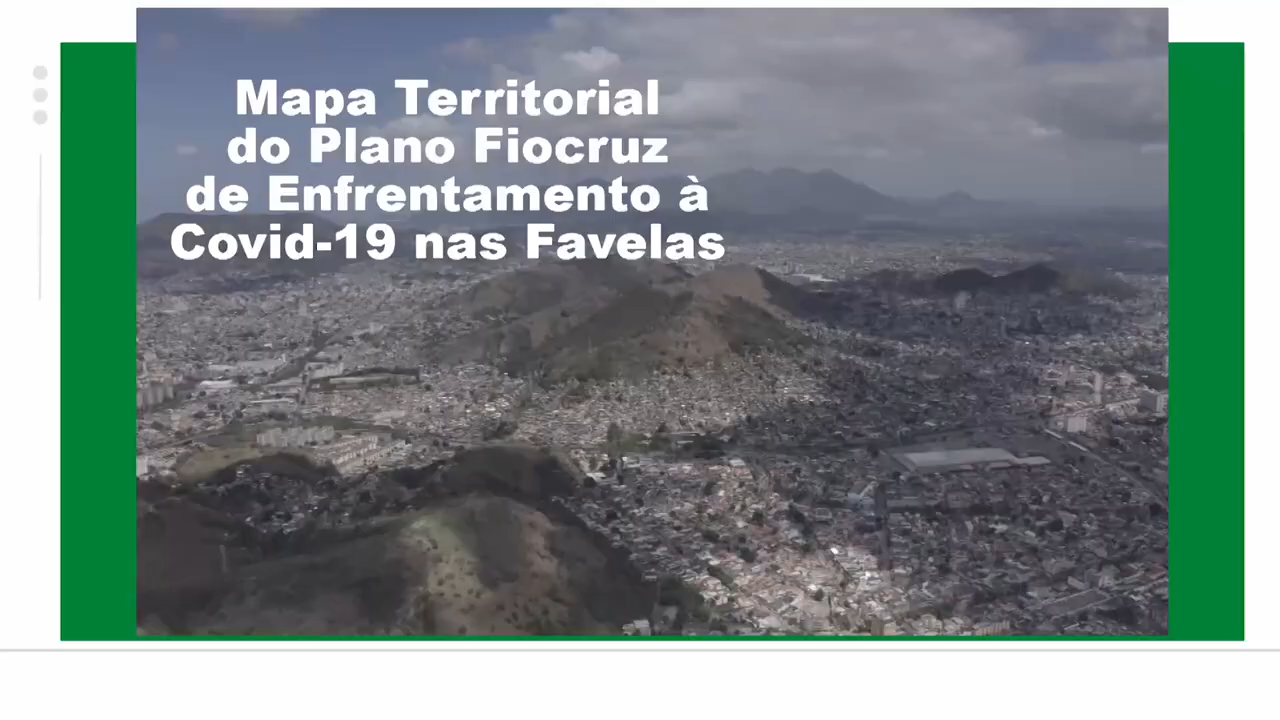 Mapa Territorial
do Plano Fiocruz
de Enfrentamento à
Covid-19 nas Favelas